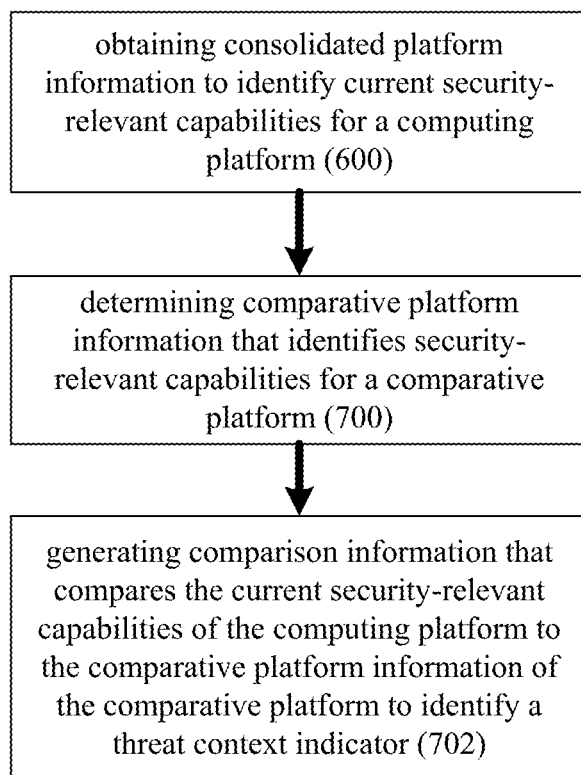 obtaining consolidated platform
information to identify current security-
relevant capabilities for a computing
platform (600)
determining comparative platform
information that identifies security-
relevant capabilities for a comparative
platform (700)
generating comparison information that
compares the current security-relevant
capabilities of the computing platform to
the comparative platform information of
the comparative platform to identify a
threat context indicator (702)